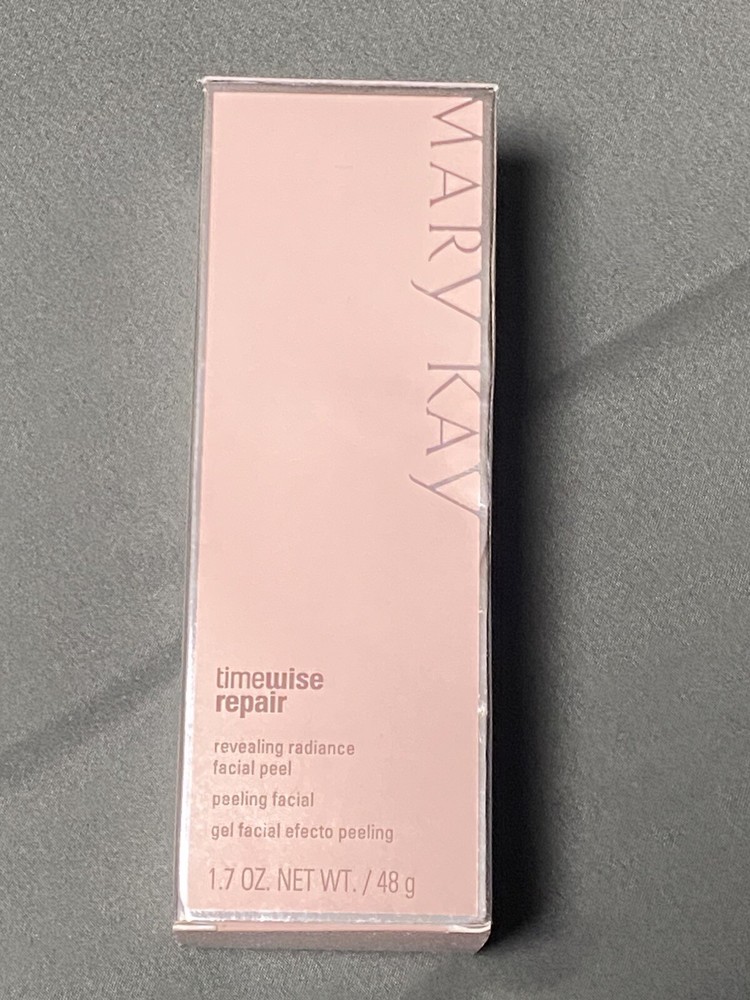 MARY KAY
timewise
repair
revealing radiance
facial peel
peeling facial
gel facial efecto peeling
1.7 OZ. NET WT. / 48 g